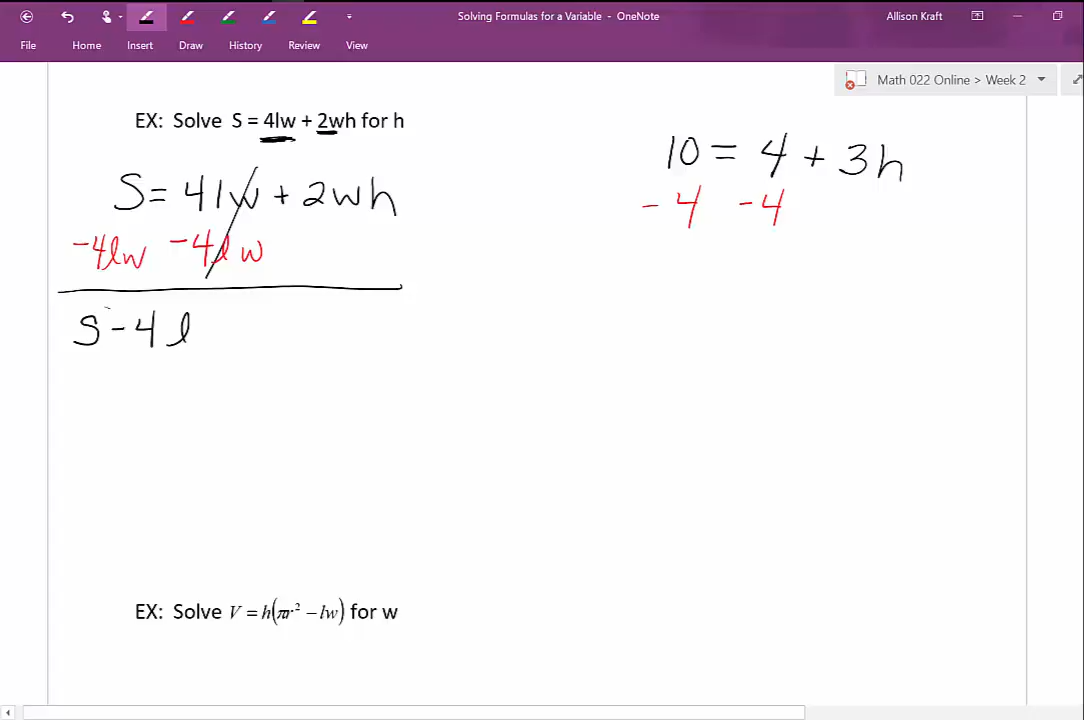 Solving Formulas for a Variable - OneNote
Allison Kraft
File Home Insert Draw History Review View
Math 022 Online > Week 2
EX: Solve S = 4lw + 2wh for h
10 = 4 + 3h
-4 -4
S = 4lw + 2wh
-4lw -4lw
S - 4l
EX: Solve V = h(πr² - lw) for w